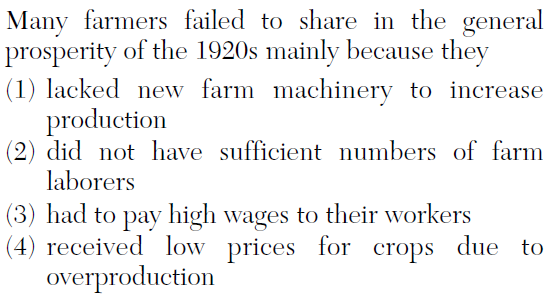 Many farmers failed to share in the general
prosperity of the 1920s mainly because they
(1) lacked new farm machinery to increase
production
(2) did not have sufficient numbers of farm
laborers
(3) had to pay high wages to their workers
(4) received low prices for crops due to
overproduction